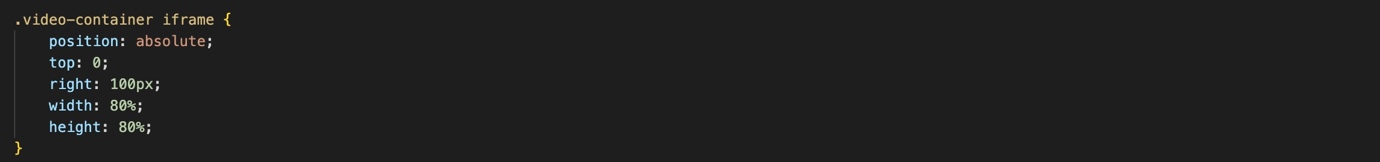 .video-container iframe {
    position: absolute;
    top: 0;
    right: 100px;
    width: 80%;
    height: 80%;
}